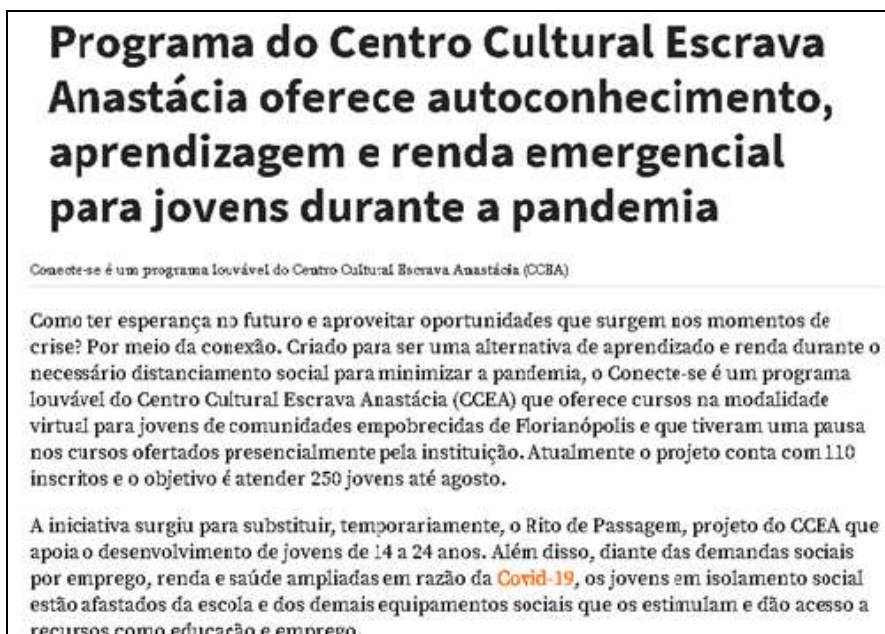 Programa do Centro Cultural Escrava
Anastácia oferece autoconhecimento,
aprendizagem e renda emergencial
para jovens durante a pandemia
Conecte-se é um programa louvável do Centro Cultural Escrava Anastácia (CCEA)
Como ter esperança no futuro e aproveitar oportunidades que surgem nos momentos de
crise? Por meio da conexão. Criado para ser uma alternativa de aprendizado e renda durante o
necessário distanciamento social para minimizar a pandemia, o Conecte-se é um programa
louvável do Centro Cultural Escrava Anastácia (CCEA) que oferece cursos na modalidade
virtual para jovens de comunidades empobrecidas de Florianópolis e que tiveram uma pausa
nos cursos ofertados presencialmente pela instituição. Atualmente o projeto conta com 110
inscritos e o objetivo é atender 250 jovens até agosto.
A iniciativa surgiu para substituir, temporariamente, o Rito de Passagem, projeto do CCEA que
apoia o desenvolvimento de jovens de 14 a 24 anos. Além disso, diante das demandas sociais
por emprego, renda e saúde ampliadas em razão da Covid-19, os jovens em isolamento social
estão afastados da escola e dos demais equipamentos sociais que os estimulam e dão acesso a
recursos como educação e emprego.